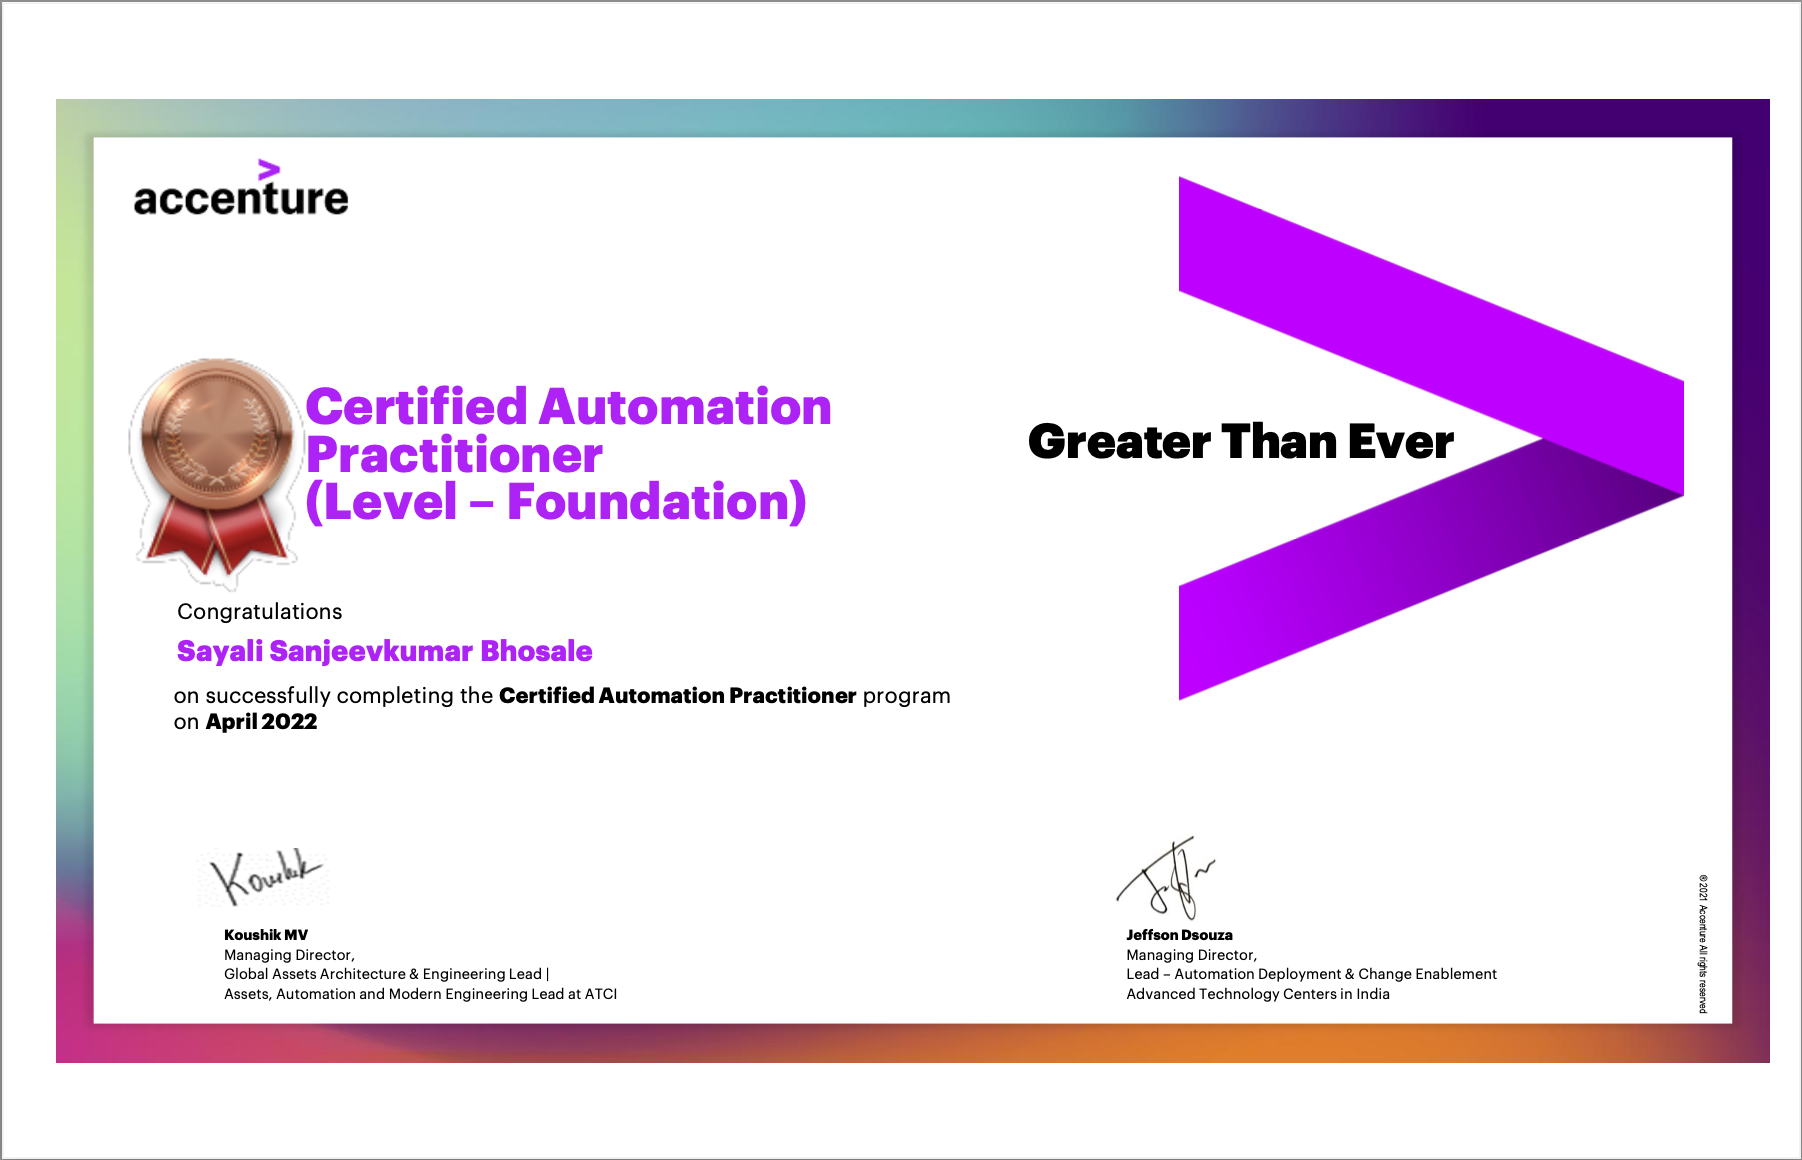 accenture
Certified Automation
Practitioner
(Level – Foundation)
Greater Than Ever
Congratulations
Sayali Sanjeevkumar Bhosale
on successfully completing the Certified Automation Practitioner program
on April 2022
Koushik
Koushik MV
Managing Director,
Global Assets Architecture & Engineering Lead |
Assets, Automation and Modern Engineering Lead at ATCI
Jeffson Dsouza
Managing Director,
Lead – Automation Deployment & Change Enablement
Advanced Technology Centers in India
®2021 Accenture All rights reserved